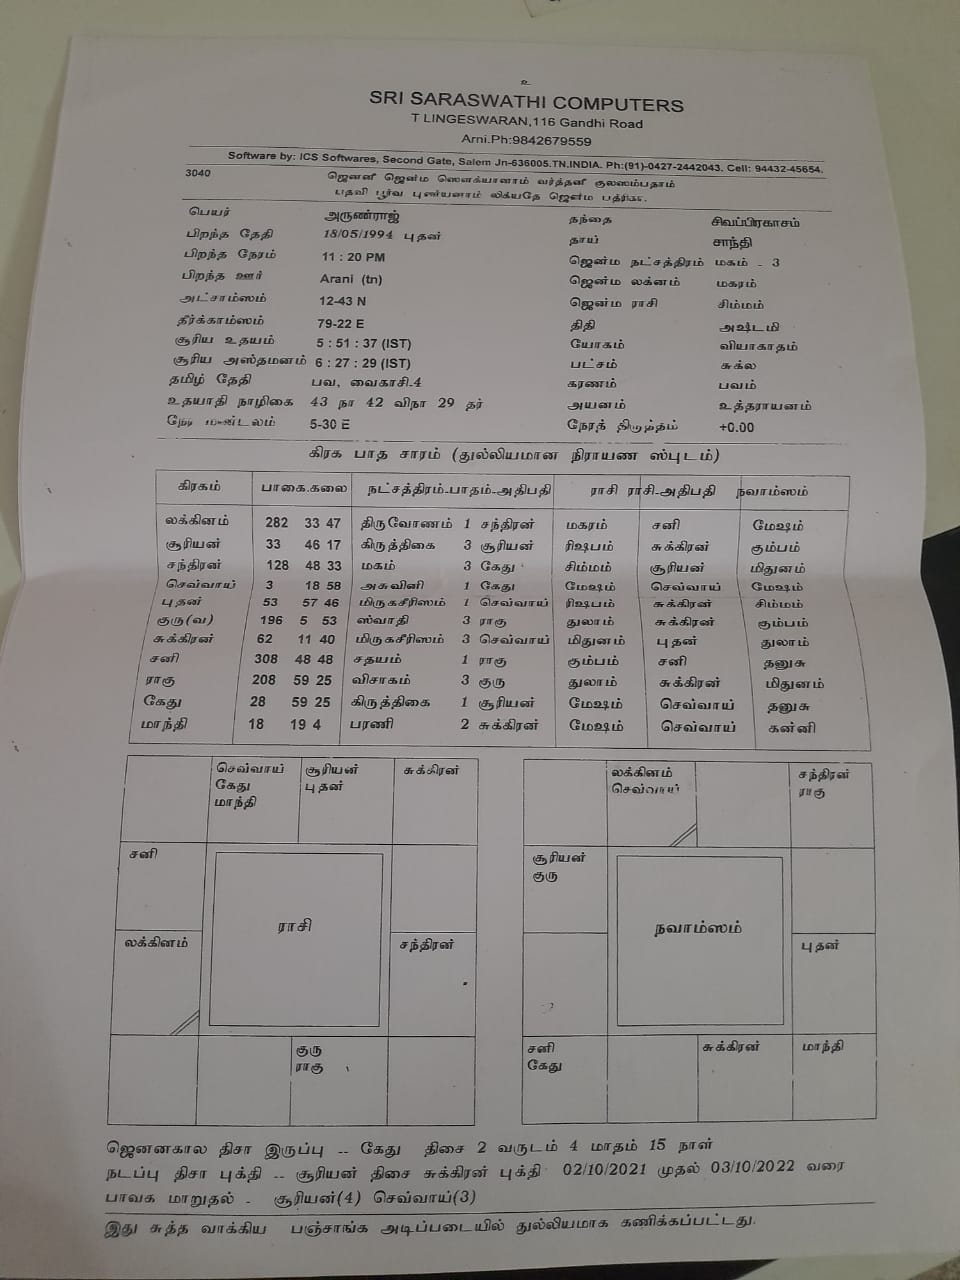 உ
SRI SARASWATHI COMPUTERS
T LINGESWARAN,116 Gandhi Road
Arni.Ph:9842679559
Software by: ICS Softwares, Second Gate, Salem Jn-636005.TN.INDIA. Ph:(91)-0427-2442043. Cell: 94432-45654.
3040 ஜெனனீ ஜென்ம ஸௌக்யானாம் வர்த்தனீ குலஸம்பதாம்
பதவீ பூர்வ புண்யனாம் லிக்யதே ஜென்ம பத்ரிகா.
பெயர் அருண்ராஜ் தந்தை சிவப்பிரகாசம்
பிறந்த தேதி 18/05/1994 புதன் தாய் சாந்தி
பிறந்த நேரம் 11 : 20 PM ஜென்ம நட்சத்திரம் மகம் - 3
பிறந்த ஊர் Arani (tn) ஜென்ம லக்னம் மகரம்
அட்சாம்ஸம் 12-43 N ஜென்ம ராசி சிம்மம்
தீர்க்காம்ஸம் 79-22 E திதி அஷ்டமி
சூரிய உதயம் 5 : 51 : 37 (IST) யோகம் வியாகாதம்
சூரிய அஸ்தமனம் 6 : 27 : 29 (IST) பட்சம் சுக்ல
தமிழ் தேதி பவ, வைகாசி-4 கரணம் பவம்
உதயாதி நாழிகை 43 நா 42 விநா 29 தர் அயனம் உத்தராயனம்
நேர மண்டலம் 5-30 E நேரத் திருத்தம் +0.00
கிரக பாத சாரம் (துல்லியமான நிராயண ஸ்புடம்)
கிரகம் பாகை.கலை நட்சத்திரம்-பாதம்-அதிபதி ராசி ராசி-அதிபதி நவாம்ஸம்
லக்கினம் 282 33 47 திருவோணம் 1 சந்திரன் மகரம் சனி மேஷம்
சூரியன் 33 46 17 கிருத்திகை 3 சூரியன் ரிஷபம் சுக்கிரன் கும்பம்
சந்திரன் 128 48 33 மகம் 3 கேது சிம்மம் சூரியன் மிதுனம்
செவ்வாய் 3 18 58 அசுவினி 1 கேது மேஷம் செவ்வாய் மேஷம்
புதன் 53 57 46 மிருகசீரிஸம் 1 செவ்வாய் ரிஷபம் சுக்கிரன் சிம்மம்
குரு(வ) 196 5 53 ஸ்வாதி 3 ராகு துலாம் சுக்கிரன் கும்பம்
சுக்கிரன் 62 11 40 மிருகசீரிஸம் 3 செவ்வாய் மிதுனம் புதன் துலாம்
சனி 308 48 48 சதயம் 1 ராகு கும்பம் சனி தனுசு
ராகு 208 59 25 விசாகம் 3 குரு துலாம் சுக்கிரன் மிதுனம்
கேது 28 59 25 கிருத்திகை 1 சூரியன் மேஷம் செவ்வாய் தனுசு
மாந்தி 18 19 4 பரணி 2 சுக்கிரன் மேஷம் செவ்வாய் கன்னி
செவ்வாய் சூரியன் சுக்கிரன்
கேது புதன்
மாந்தி
சனி
லக்கினம்
ராசி
சந்திரன்
குரு
ராகு
லக்கினம் சந்திரன்
செவ்வாய் ராகு
சூரியன்
குரு
நவாம்ஸம்
புதன்
சனி சுக்கிரன் மாந்தி
கேது
ஜெனனகால திசா இருப்பு -- கேது திசை 2 வருடம் 4 மாதம் 15 நாள்
நடப்பு திசா புக்தி -- சூரியன் திசை சுக்கிரன் புக்தி 02/10/2021 முதல் 03/10/2022 வரை
பாவக மாறுதல் - சூரியன்(4) செவ்வாய்(3)
இது சுத்த வாக்கிய பஞ்சாங்க அடிப்படையில் துல்லியமாக கணிக்கப்பட்டது.